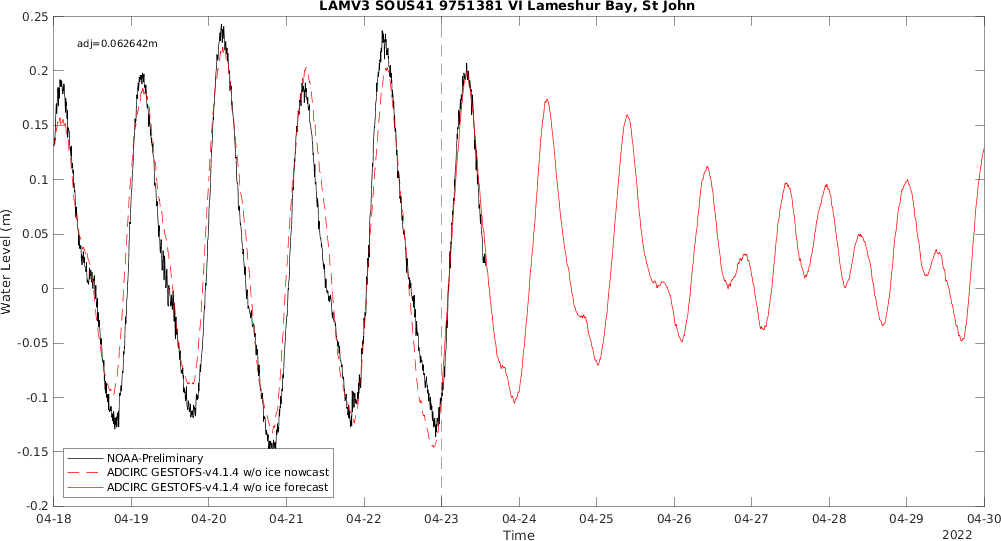 LAMV3 SOUS41 9751381 VI Lameshur Bay, St John
adj=0.062642m
0.25
0.2
0.15
0.1
0.05
0
-0.05
-0.1
-0.15
-0.2
Water Level (m)
NOAA-Preliminary
ADCIRC GESTOFS-v4.1.4 w/o ice nowcast
ADCIRC GESTOFS-v4.1.4 w/o ice forecast
04-18 04-19 04-20 04-21 04-22 04-23 04-24 04-25 04-26 04-27 04-28 04-29 04-30
Time
2022